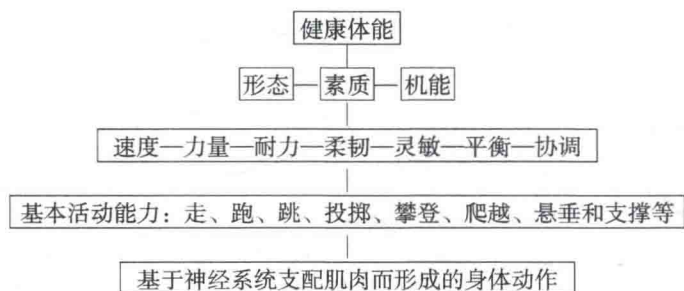 健康体能
形态—素质—机能
速度—力量—耐力—柔韧—灵敏—平衡—协调
基本活动能力：走、跑、跳、投掷、攀登、爬越、悬垂和支撑等
基于神经系统支配肌肉而形成的身体动作